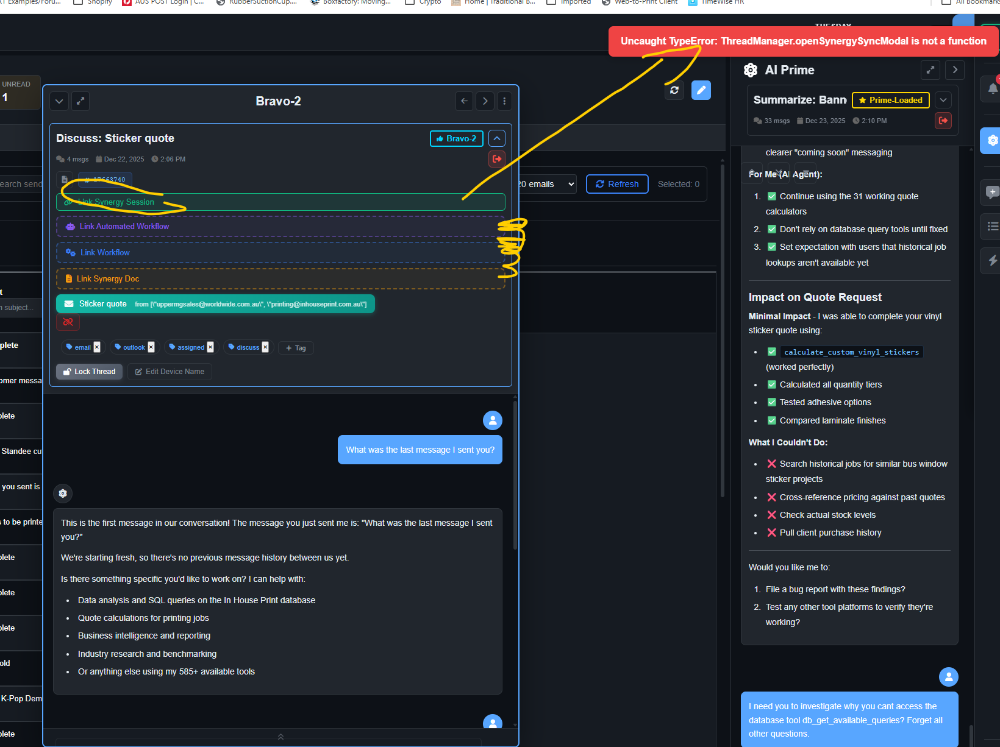 Shopify
AUS POST Login | C...
RubberSuctionCup....
Boxfactory: Moving...
Crypto
Home | Traditional B...
Imported
Web-to-Print Client
TimeWise HR
All Bookmarks
TUESDAY
Uncaught TypeError: ThreadManager.openSynergySyncModal is not a function
UNREAD
1
Bravo-2
Discuss: Sticker quote
Bravo-2
4 msgs Dec 22, 2025 2:06 PM
# 17663740
Link Synergy Session
Link Automated Workflow
Link Workflow
Link Synergy Doc
Sticker quote from [\"uppermgsales@worldwide.com.au\", \"printing@inhouseprint.com.au\"]
email × outlook × assigned × discuss × + Tag
Lock Thread Edit Device Name
What was the last message I sent you?
This is the first message in our conversation! The message you just sent me is: "What was the last message I sent
you?"
We're starting fresh, so there's no previous message history between us yet.
Is there something specific you'd like to work on? I can help with:
• Data analysis and SQL queries on the In House Print database
• Quote calculations for printing jobs
• Business intelligence and reporting
• Industry research and benchmarking
• Or anything else using my 585+ available tools
earch send
subject...
plete
omer messa
plete
Standee cu
you sent is
s to be printe
plete
plete
plete
old
K-Pop Dem
plete
20 emails
Refresh
Selected: 0
AI Prime
Summarize: Bann
Prime-Loaded
33 msgs Dec 23, 2025 2:10 PM
clearer "coming soon" messaging
For Me (AI Agent):
1. ✅ Continue using the 31 working quote
calculators
2. ✅ Don't rely on database query tools until fixed
3. ✅ Set expectation with users that historical job
lookups aren't available yet
Impact on Quote Request
Minimal Impact - I was able to complete your vinyl
sticker quote using:
• ✅ calculate_custom_vinyl_stickers
(worked perfectly)
• ✅ Calculated all quantity tiers
• ✅ Tested adhesive options
• ✅ Compared laminate finishes
What I Couldn't Do:
• ❌ Search historical jobs for similar bus window
sticker projects
• ❌ Cross-reference pricing against past quotes
• ❌ Check actual stock levels
• ❌ Pull client purchase history
Would you like me to:
1. File a bug report with these findings?
2. Test any other tool platforms to verify they're
working?
I need you to investigate why you cant access the
database tool db_get_available_queries? Forget all
other questions.